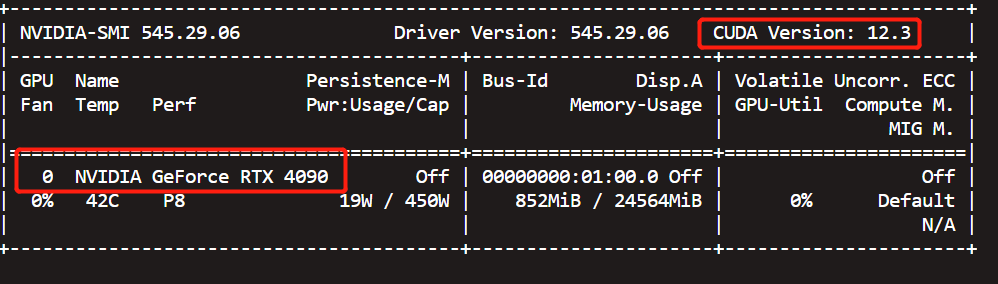 NVIDIA-SMI 545.29.06 Driver Version: 545.29.06 CUDA Version: 12.3
GPU Name Persistence-M | Bus-Id Disp.A | Volatile Uncorr. ECC
Fan Temp Perf Pwr:Usage/Cap | Memory-Usage | GPU-Util Compute M.
MIG M.
0 NVIDIA GeForce RTX 4090 Off | 00000000:01:00.0 Off | Off
0% 42C P8 19W / 450W | 852MiB / 24564MiB | 0% Default
N/A